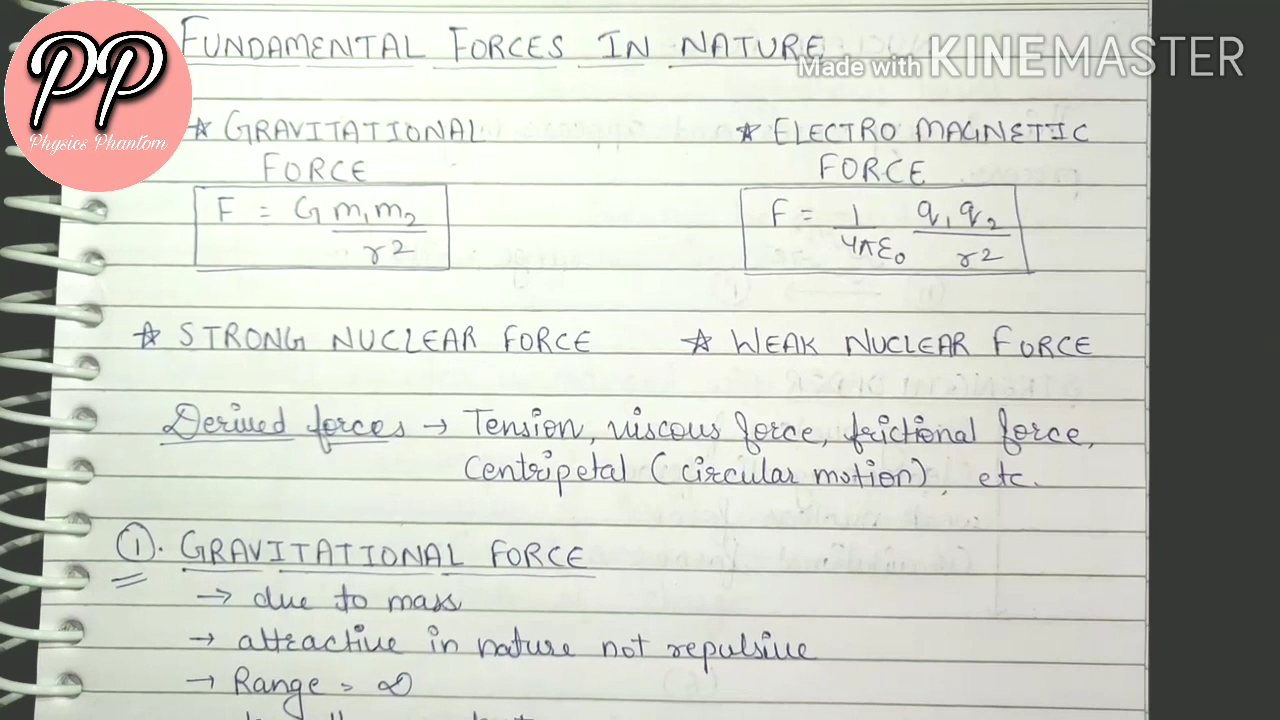 PP
Physics Phantom
FUNDAMENTAL FORCES IN NATURE
Made with KINEMASTER
☆ GRAVITATIONAL FORCE
F = G m₁m₂ / r²
☆ ELECTRO MAGNETIC FORCE
F = 1/4πε₀ q₁q₂ / r²
☆ STRONG NUCLEAR FORCE
☆ WEAK NUCLEAR FORCE
Derived forces → Tension, viscous force, frictional force,
Centripetal (circular motion), etc.
①. GRAVITATIONAL FORCE
→ due to mass
→ attractive in nature not repulsive
→ Range = ∞